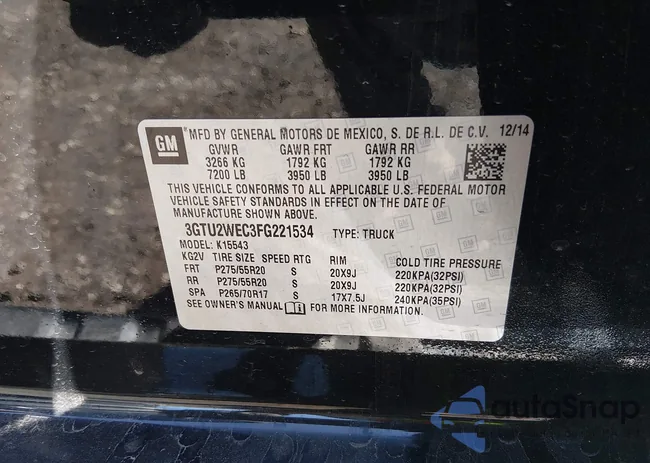 GM
MFD BY GENERAL MOTORS DE MEXICO, S. DE R.L. DE C.V. 12/14
GVWR GAWR FRT GAWR RR
3266 KG 1792 KG 1792 KG
7200 LB 3950 LB 3950 LB
THIS VEHICLE CONFORMS TO ALL APPLICABLE U.S. FEDERAL MOTOR
VEHICLE SAFETY STANDARDS IN EFFECT ON THE DATE OF
MANUFACTURE SHOWN ABOVE.
3GTU2WEC3FG221534 TYPE: TRUCK
MODEL: K15543
KG2V TIRE SIZE SPEED RTG RIM COLD TIRE PRESSURE
FRT P275/55R20 S 20X9J 220KPA(32PSI)
RR P275/55R20 S 20X9J 220KPA(32PSI)
SPA P265/70R17 S 17X7.5J 240KPA(35PSI)
SEE OWNER'S MANUAL FOR MORE INFORMATION.
autoSnap